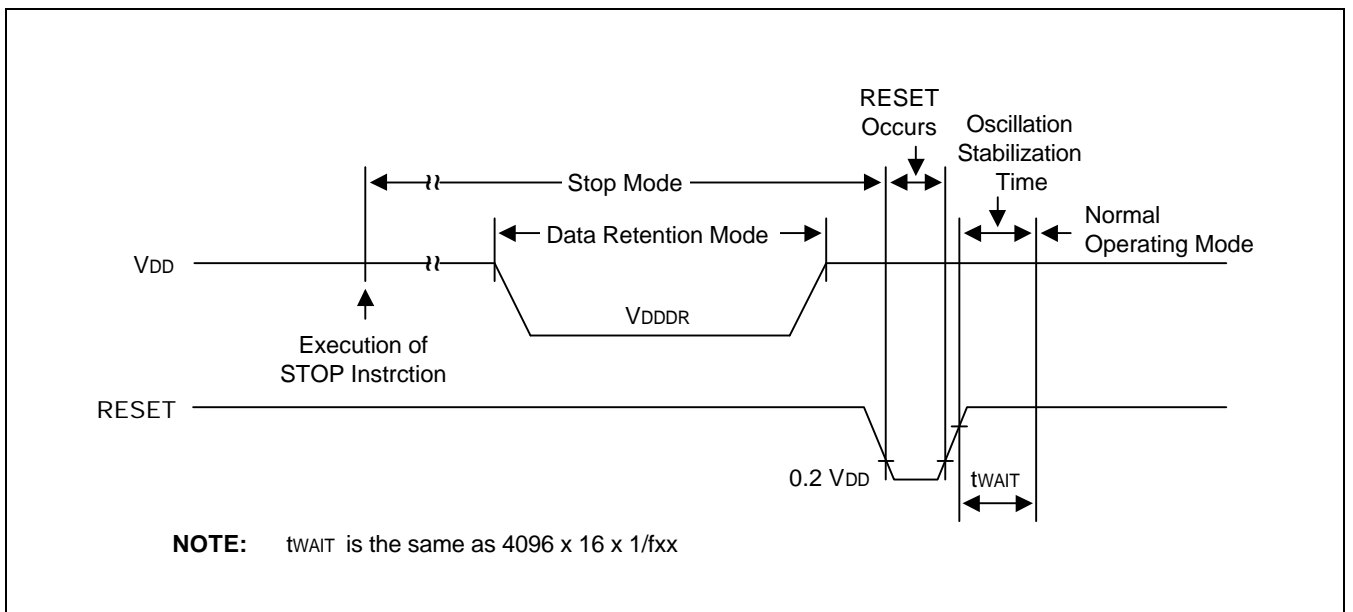 RESET
Occurs
Oscillation
Stabilization
Time
Stop Mode
Normal
Operating Mode
Data Retention Mode
VDD
VDDDR
Execution of
STOP Instrction
RESET
0.2 VDD
tWAIT
NOTE: tWAIT is the same as 4096 x 16 x 1/fxx